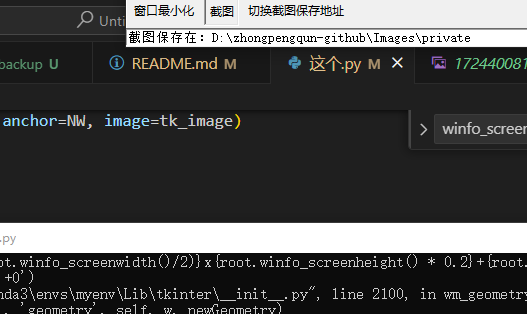 窗口最小化 截图 切换截图保存地址
Unti
截图保存在：D:\zhongpengqun-github\Images\private
backup U README.md M 这个.py M 172440081
anchor=NW, image=tk_image)
winfo_screen
.py
oot.winfo_screenwidth()/2)}x{root.winfo_screenheight() * 0.2}+{root.
+0')
nda3\envs\myenv\Lib\tkinter\__init__.py", line 2100, in wm_geometry
, 'geometry', self._w, newGeometry)